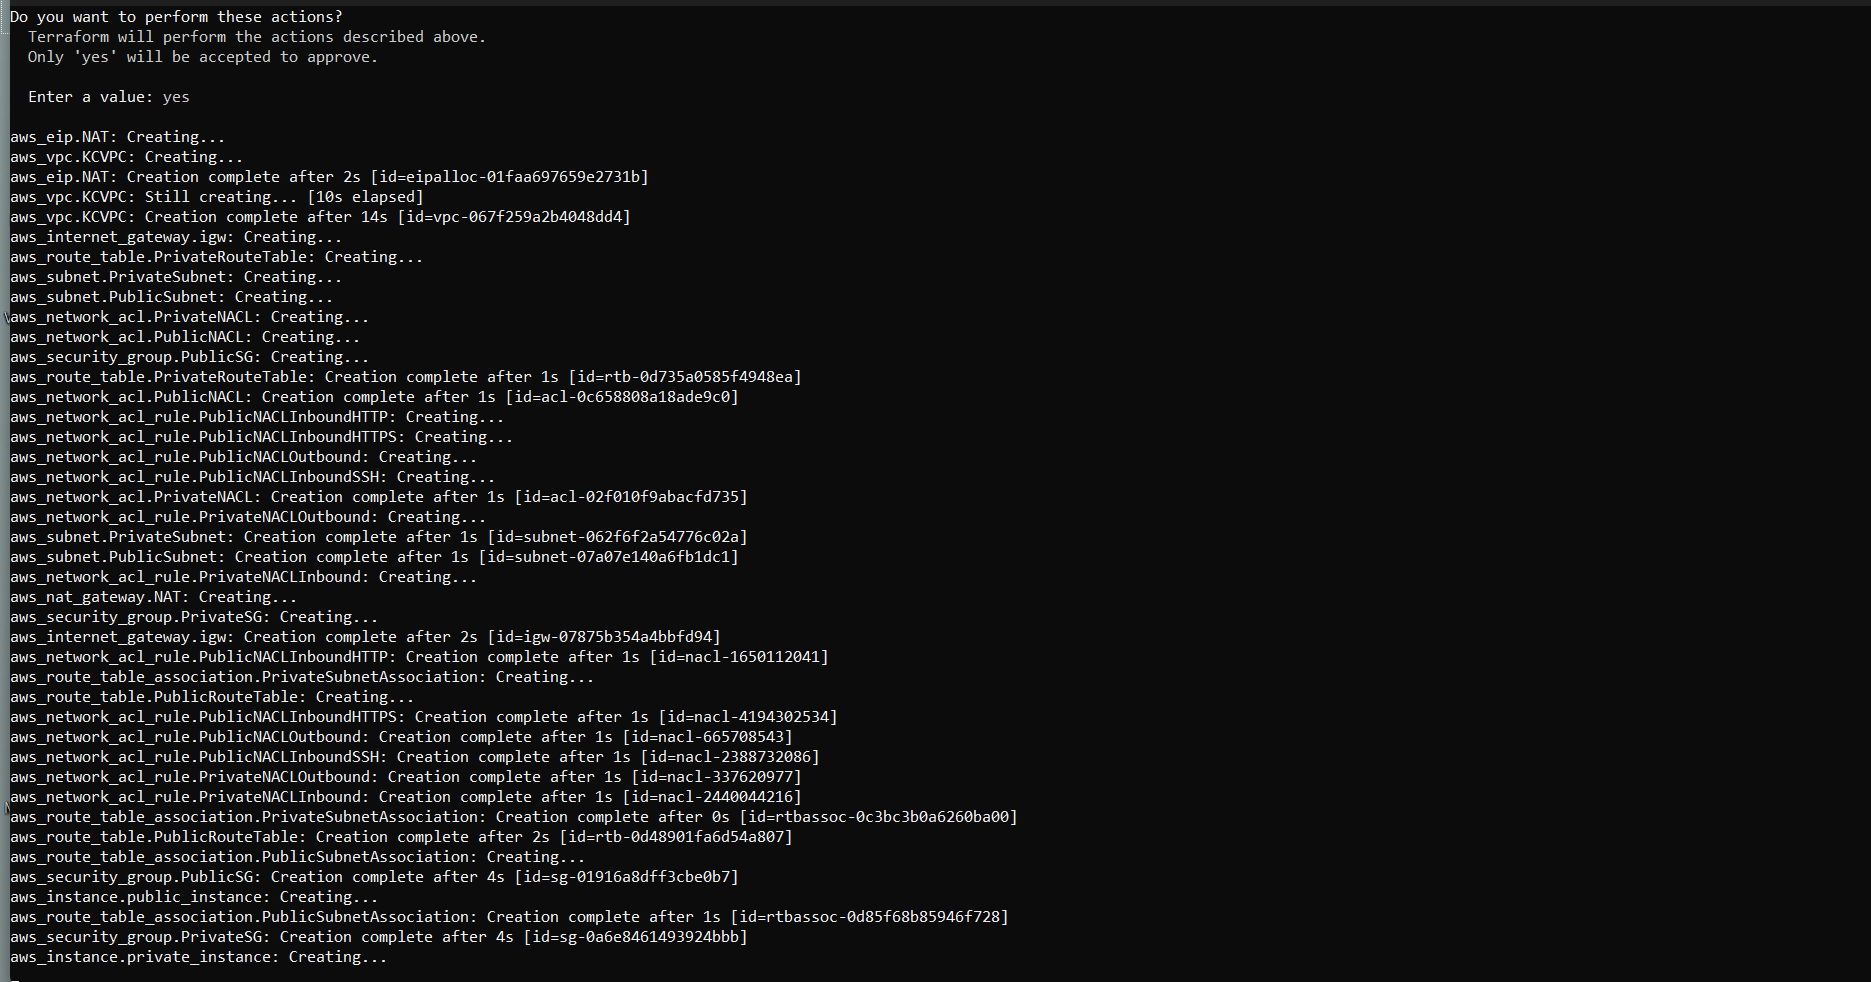 Do you want to perform these actions?
  Terraform will perform the actions described above.
  Only 'yes' will be accepted to approve.

  Enter a value: yes

aws_eip.NAT: Creating...
aws_vpc.KCVPC: Creating...
aws_eip.NAT: Creation complete after 2s [id=eipalloc-01faa697659e2731b]
aws_vpc.KCVPC: Still creating... [10s elapsed]
aws_vpc.KCVPC: Creation complete after 14s [id=vpc-067f259a2b4048dd4]
aws_internet_gateway.igw: Creating...
aws_route_table.PrivateRouteTable: Creating...
aws_subnet.PrivateSubnet: Creating...
aws_subnet.PublicSubnet: Creating...
aws_network_acl.PrivateNACL: Creating...
aws_network_acl.PublicNACL: Creating...
aws_security_group.PublicSG: Creating...
aws_route_table.PrivateRouteTable: Creation complete after 1s [id=rtb-0d735a0585f4948ea]
aws_network_acl.PublicNACL: Creation complete after 1s [id=acl-0c658808a18ade9c0]
aws_network_acl_rule.PublicNACLInboundHTTP: Creating...
aws_network_acl_rule.PublicNACLInboundHTTPS: Creating...
aws_network_acl_rule.PublicNACLOutbound: Creating...
aws_network_acl_rule.PublicNACLInboundSSH: Creating...
aws_network_acl.PrivateNACL: Creation complete after 1s [id=acl-02f010f9abacfd735]
aws_network_acl_rule.PrivateNACLOutbound: Creating...
aws_subnet.PrivateSubnet: Creation complete after 1s [id=subnet-062f6f2a54776c02a]
aws_subnet.PublicSubnet: Creation complete after 1s [id=subnet-07a07e140a6fb1dc1]
aws_network_acl_rule.PrivateNACLInbound: Creating...
aws_nat_gateway.NAT: Creating...
aws_security_group.PrivateSG: Creating...
aws_internet_gateway.igw: Creation complete after 2s [id=igw-07875b354a4bbfd94]
aws_network_acl_rule.PublicNACLInboundHTTP: Creation complete after 1s [id=nacl-1650112041]
aws_route_table_association.PrivateSubnetAssociation: Creating...
aws_route_table.PublicRouteTable: Creating...
aws_network_acl_rule.PublicNACLInboundHTTPS: Creation complete after 1s [id=nacl-4194302534]
aws_network_acl_rule.PublicNACLOutbound: Creation complete after 1s [id=nacl-665708543]
aws_network_acl_rule.PublicNACLInboundSSH: Creation complete after 1s [id=nacl-2388732086]
aws_network_acl_rule.PrivateNACLOutbound: Creation complete after 1s [id=nacl-337620977]
aws_network_acl_rule.PrivateNACLInbound: Creation complete after 1s [id=nacl-2440044216]
aws_route_table_association.PrivateSubnetAssociation: Creation complete after 0s [id=rtbassoc-0c3bc3b0a6260ba00]
aws_route_table.PublicRouteTable: Creation complete after 2s [id=rtb-0d48901fa6d54a807]
aws_route_table_association.PublicSubnetAssociation: Creating...
aws_security_group.PublicSG: Creation complete after 4s [id=sg-01916a8dff3cbe0b7]
aws_instance.public_instance: Creating...
aws_route_table_association.PublicSubnetAssociation: Creation complete after 1s [id=rtbassoc-0d85f68b85946f728]
aws_security_group.PrivateSG: Creation complete after 4s [id=sg-0a6e8461493924bbb]
aws_instance.private_instance: Creating...